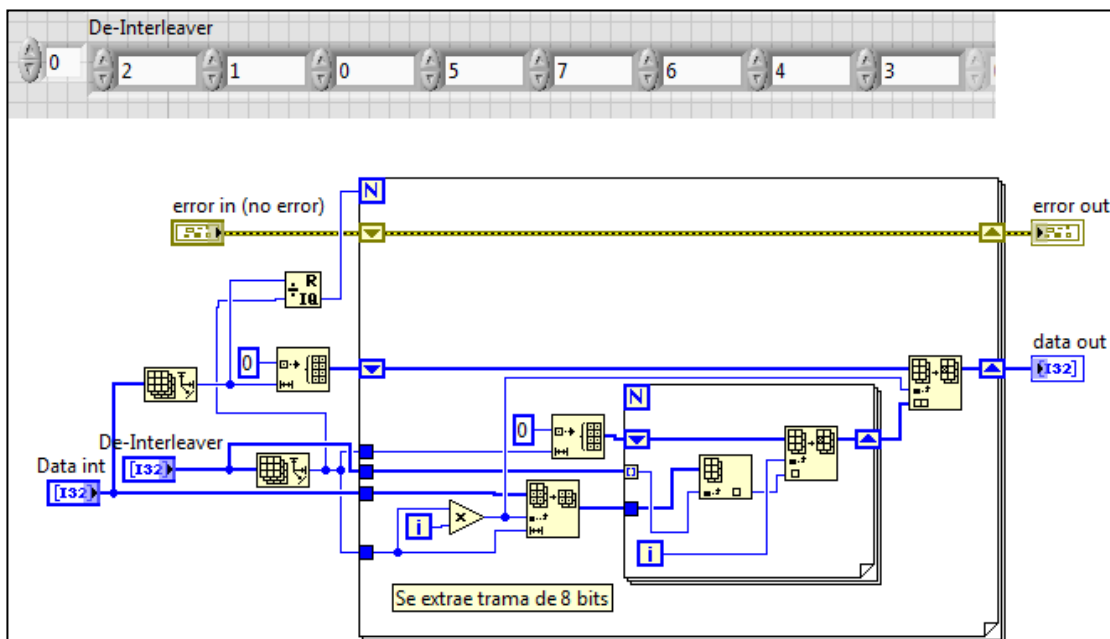 De-Interleaver
0 2 1 0 5 7 6 4 3
N
error in (no error)
error out
R
IQ
data out
0
I32
N
0
De-Interleaver
[I32]
Data int
[I32]
i
i
Se extrae trama de 8 bits